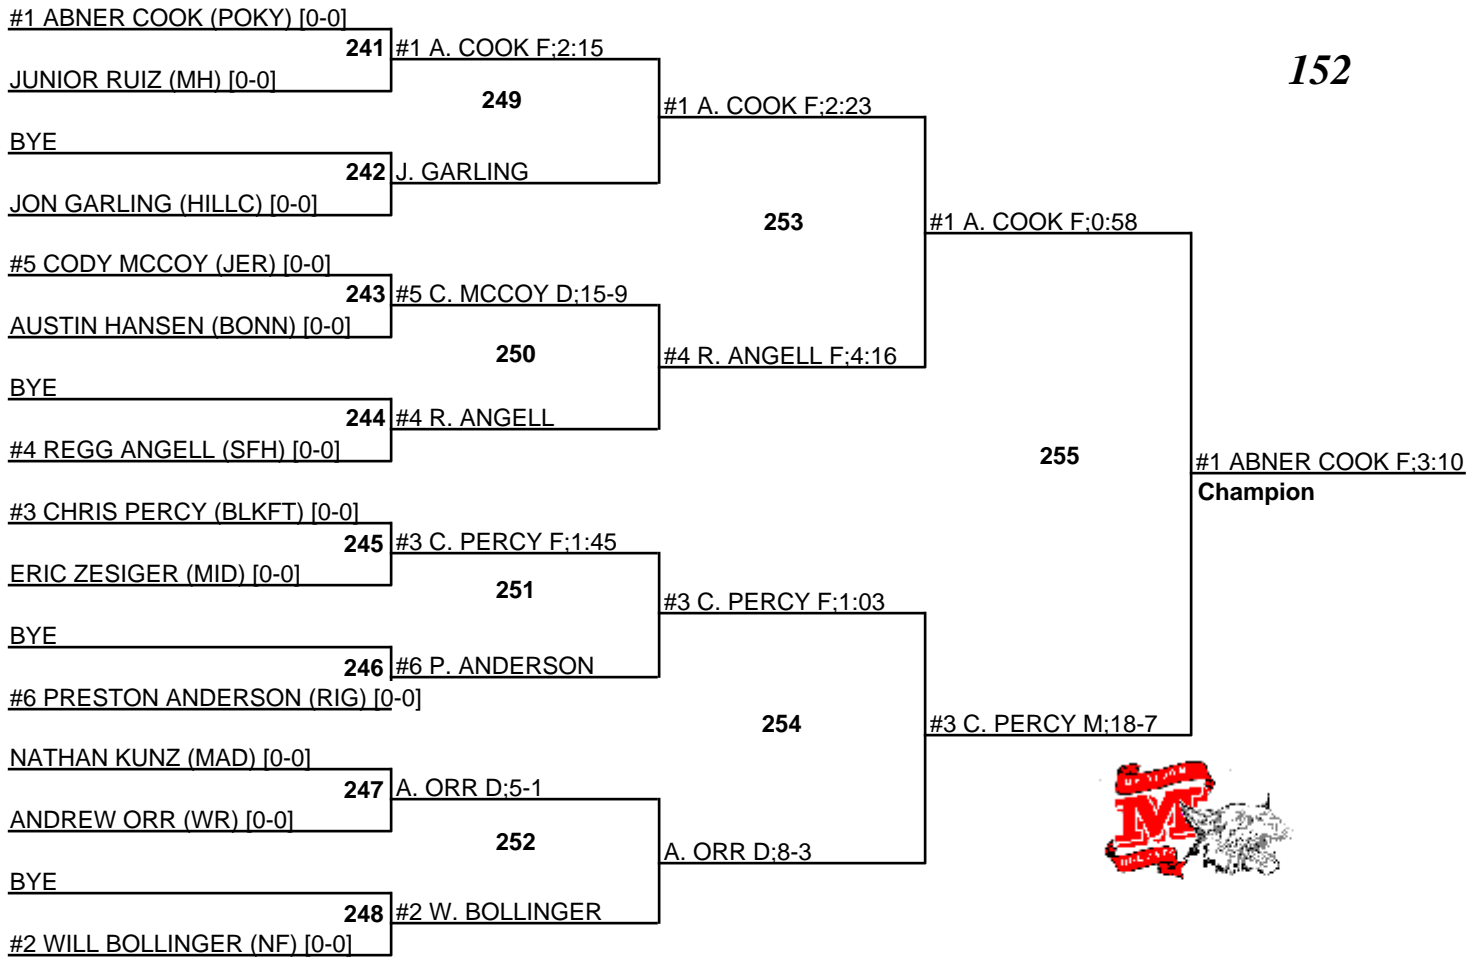 152
#1 ABNER COOK (POKY) [0-0]
241
JUNIOR RUIZ (MH) [0-0]
BYE
242
JON GARLING (HILLC) [0-0]
#5 CODY MCCOY (JER) [0-0]
243
AUSTIN HANSEN (BONN) [0-0]
BYE
244
#4 REGG ANGELL (SFH) [0-0]
#3 CHRIS PERCY (BLKFT) [0-0]
245
ERIC ZESIGER (MID) [0-0]
BYE
246
#6 PRESTON ANDERSON (RIG) [0-0]
NATHAN KUNZ (MAD) [0-0]
247
ANDREW ORR (WR) [0-0]
BYE
248
#2 WILL BOLLINGER (NF) [0-0]
#1 A. COOK F;2:15
249
J. GARLING
#5 C. MCCOY D;15-9
250
#4 R. ANGELL
#3 C. PERCY F;1:45
251
#6 P. ANDERSON
A. ORR D;5-1
252
#2 W. BOLLINGER
#1 A. COOK F;2:23
253
#4 R. ANGELL F;4:16
#3 C. PERCY F;1:03
254
A. ORR D;8-3
#1 A. COOK F;0:58
255
#3 C. PERCY M;18-7
#1 ABNER COOK F;3:10
Champion
M